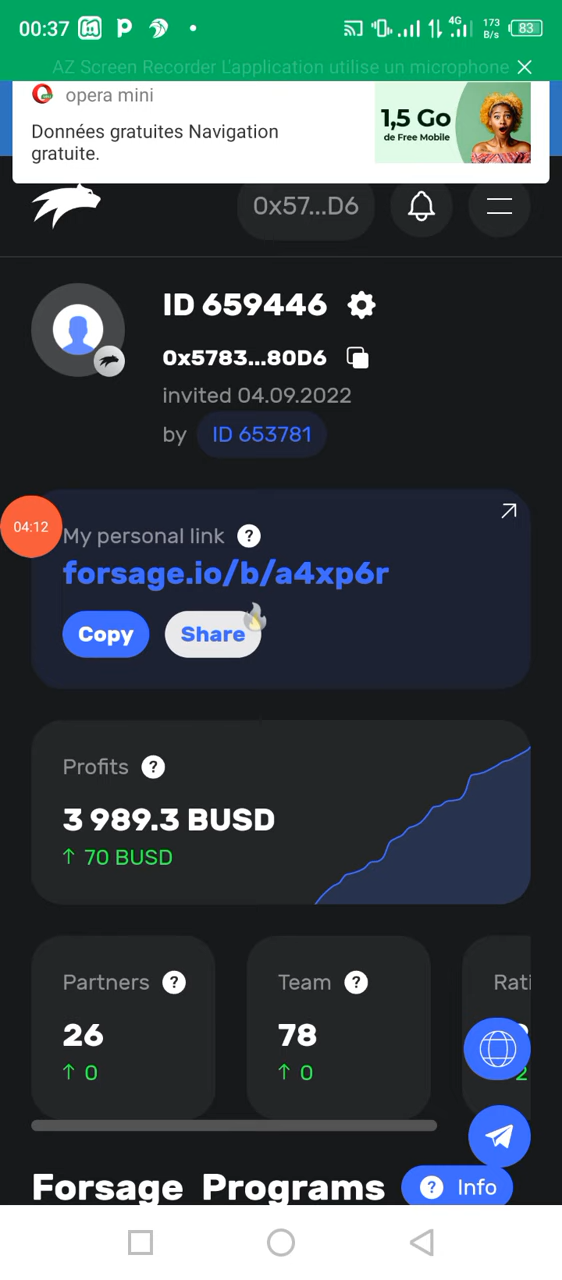 00:37
4G
173
B/s
83
AZ Screen Recorder L'application utilise un microphone
opera mini
Données gratuites Navigation
gratuite.
1,5 Go
de Free Mobile
0x57...D6
ID 659446
0x5783...80D6
invited 04.09.2022
by ID 653781
04:12
My personal link ?
forsage.io/b/a4xp6r
Copy
Share
Profits ?
3 989.3 BUSD
↑ 70 BUSD
Partners ?
Team ?
Rati
26
78
↑ 0
↑ 0
2
Forsage Programs
? Info